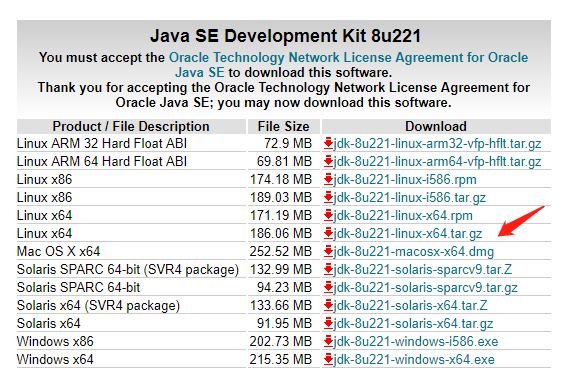 Java SE Development Kit 8u221
You must accept the Oracle Technology Network License Agreement for Oracle
Java SE to download this software.
Thank you for accepting the Oracle Technology Network License Agreement for
Oracle Java SE; you may now download this software.
Product / File Description File Size Download
Linux ARM 32 Hard Float ABI 72.9 MB jdk-8u221-linux-arm32-vfp-hflt.tar.gz
Linux ARM 64 Hard Float ABI 69.81 MB jdk-8u221-linux-arm64-vfp-hflt.tar.gz
Linux x86 174.18 MB jdk-8u221-linux-i586.rpm
Linux x86 189.03 MB jdk-8u221-linux-i586.tar.gz
Linux x64 171.19 MB jdk-8u221-linux-x64.rpm
Linux x64 186.06 MB jdk-8u221-linux-x64.tar.gz
Mac OS X x64 252.52 MB jdk-8u221-macosx-x64.dmg
Solaris SPARC 64-bit (SVR4 package) 132.99 MB jdk-8u221-solaris-sparcv9.tar.Z
Solaris SPARC 64-bit 94.23 MB jdk-8u221-solaris-sparcv9.tar.gz
Solaris x64 (SVR4 package) 133.66 MB jdk-8u221-solaris-x64.tar.Z
Solaris x64 91.95 MB jdk-8u221-solaris-x64.tar.gz
Windows x86 202.73 MB jdk-8u221-windows-i586.exe
Windows x64 215.35 MB jdk-8u221-windows-x64.exe